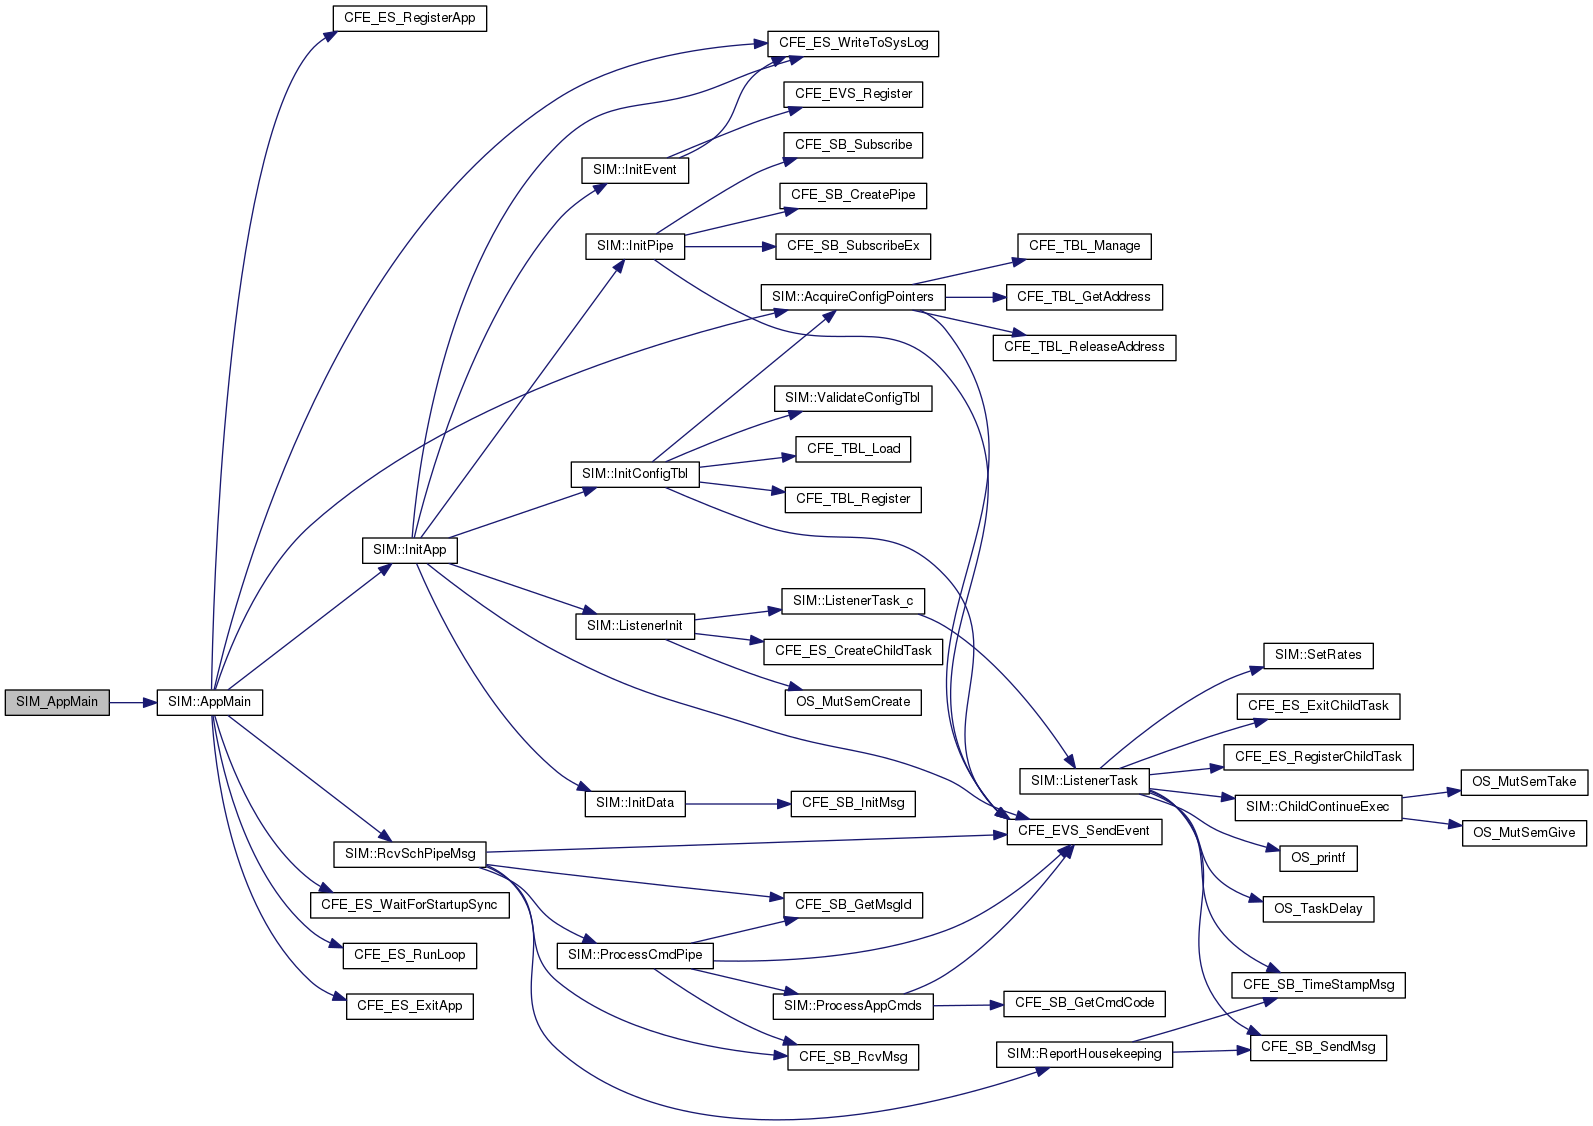 CFE_ES_RegisterApp
CFE_ES_WriteToSysLog
CFE_EVS_Register
CFE_SB_Subscribe
SIM::InitEvent
CFE_SB_CreatePipe
SIM::InitPipe
CFE_SB_SubscribeEx
CFE_TBL_Manage
SIM::AcquireConfigPointers
CFE_TBL_GetAddress
CFE_TBL_ReleaseAddress
SIM::ValidateConfigTbl
CFE_TBL_Load
SIM::InitConfigTbl
CFE_TBL_Register
SIM::InitApp
SIM::ListenerTask_c
SIM::ListenerInit
CFE_ES_CreateChildTask
SIM::SetRates
SIM_AppMain
SIM::AppMain
OS_MutSemCreate
CFE_ES_ExitChildTask
CFE_ES_RegisterChildTask
SIM::ListenerTask
OS_MutSemTake
SIM::InitData
CFE_SB_InitMsg
SIM::ChildContinueExec
CFE_EVS_SendEvent
OS_MutSemGive
SIM::RcvSchPipeMsg
OS_printf
CFE_ES_WaitForStartupSync
CFE_SB_GetMsgId
OS_TaskDelay
CFE_ES_RunLoop
SIM::ProcessCmdPipe
CFE_SB_TimeStampMsg
CFE_ES_ExitApp
SIM::ProcessAppCmds
CFE_SB_GetCmdCode
CFE_SB_RcvMsg
SIM::ReportHousekeeping
CFE_SB_SendMsg